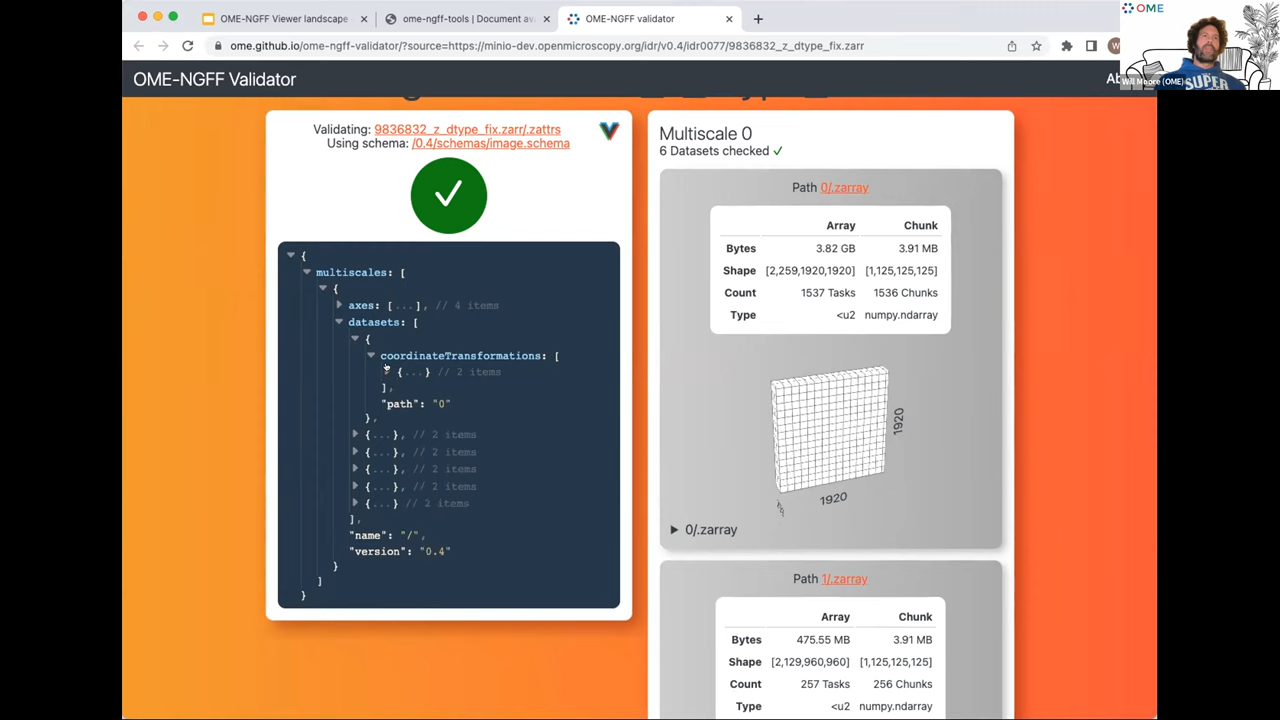 OME-NGFF Viewer landscape
ome-ngff-tools | Document av
OME-NGFF validator
ome.github.io/ome-ngff-validator/?source=https://minio-dev.openmicroscopy.org/idr/v0.4/idr0077/9836832_z_dtype_fix.zarr
W
OME
SUPER
Will Moore (OME)
OME-NGFF Validator
Ab
Validating: 9836832_z_dtype_fix.zarr/.zattrs
Using schema: /0.4/schemas/image.schema
{
multiscales: [
{
axes: [...], // 4 items
datasets: [
{
coordinateTransformations: [
{...} // 2 items
],
"path": "0"
},
{...}, // 2 items
{...}, // 2 items
{...}, // 2 items
{...}, // 2 items
{...} // 2 items
],
"name": "/",
"version": "0.4"
}
]
}
Multiscale 0
6 Datasets checked ✓
Path 0/.zarray
Array Chunk
Bytes 3.82 GB 3.91 MB
Shape [2,259,1920,1920] [1,125,125,125]
Count 1537 Tasks 1536 Chunks
Type <u2 numpy.ndarray
1920
1920
0/.zarray
Path 1/.zarray
Array Chunk
Bytes 475.55 MB 3.91 MB
Shape [2,129,960,960] [1,125,125,125]
Count 257 Tasks 256 Chunks
Type <u2 numpy.ndarray